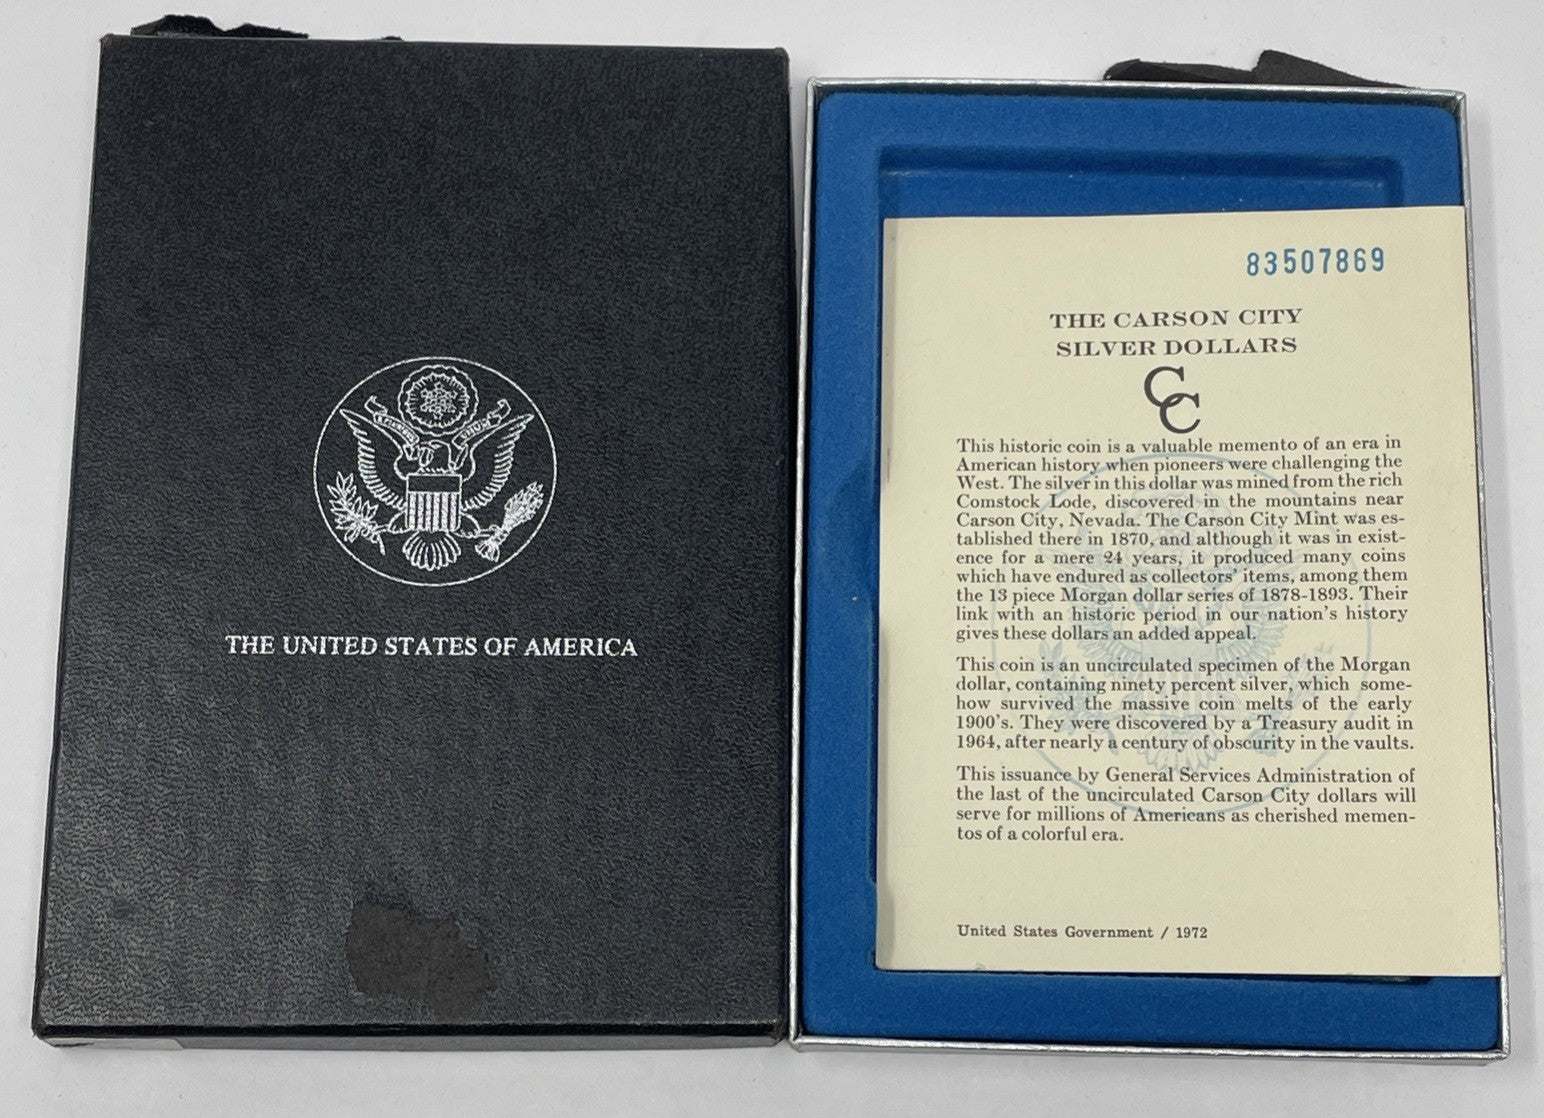 THE UNITED STATES OF AMERICA
83507869
THE CARSON CITY
SILVER DOLLARS
CC
This historic coin is a valuable memento of an era in
American history when pioneers were challenging the
West. The silver in this dollar was mined from the rich
Comstock Lode, discovered in the mountains near
Carson City, Nevada. The Carson City Mint was es-
tablished there in 1870, and although it was in exist-
ence for a mere 24 years, it produced many coins
which have endured as collectors' items, among them
the 13 piece Morgan dollar series of 1878-1893. Their
link with an historic period in our nation's history
gives these dollars an added appeal.
This coin is an uncirculated specimen of the Morgan
dollar, containing ninety percent silver, which some-
how survived the massive coin melts of the early
1900's. They were discovered by a Treasury audit in
1964, after nearly a century of obscurity in the vaults.
This issuance by General Services Administration of
the last of the uncirculated Carson City dollars will
serve for millions of Americans as cherished memen-
tos of a colorful era.
United States Government / 1972